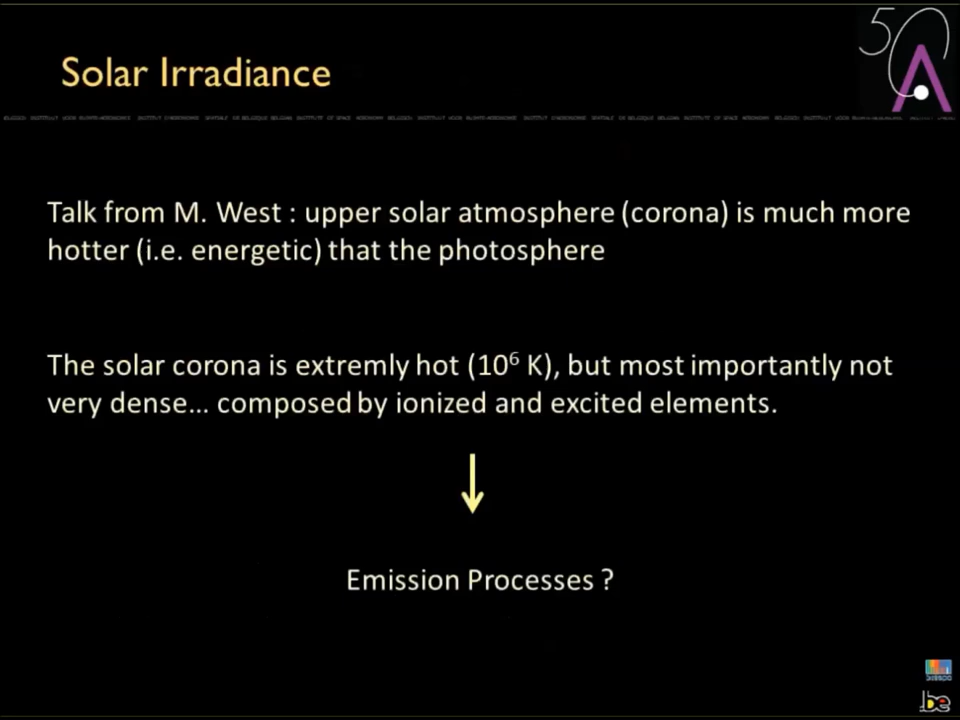 50
Solar Irradiance
Talk from M. West : upper solar atmosphere (corona) is much more
hotter (i.e. energetic) that the photosphere
The solar corona is extremly hot (10⁶ K), but most importantly not
very dense... composed by ionized and excited elements.
Emission Processes ?
.be